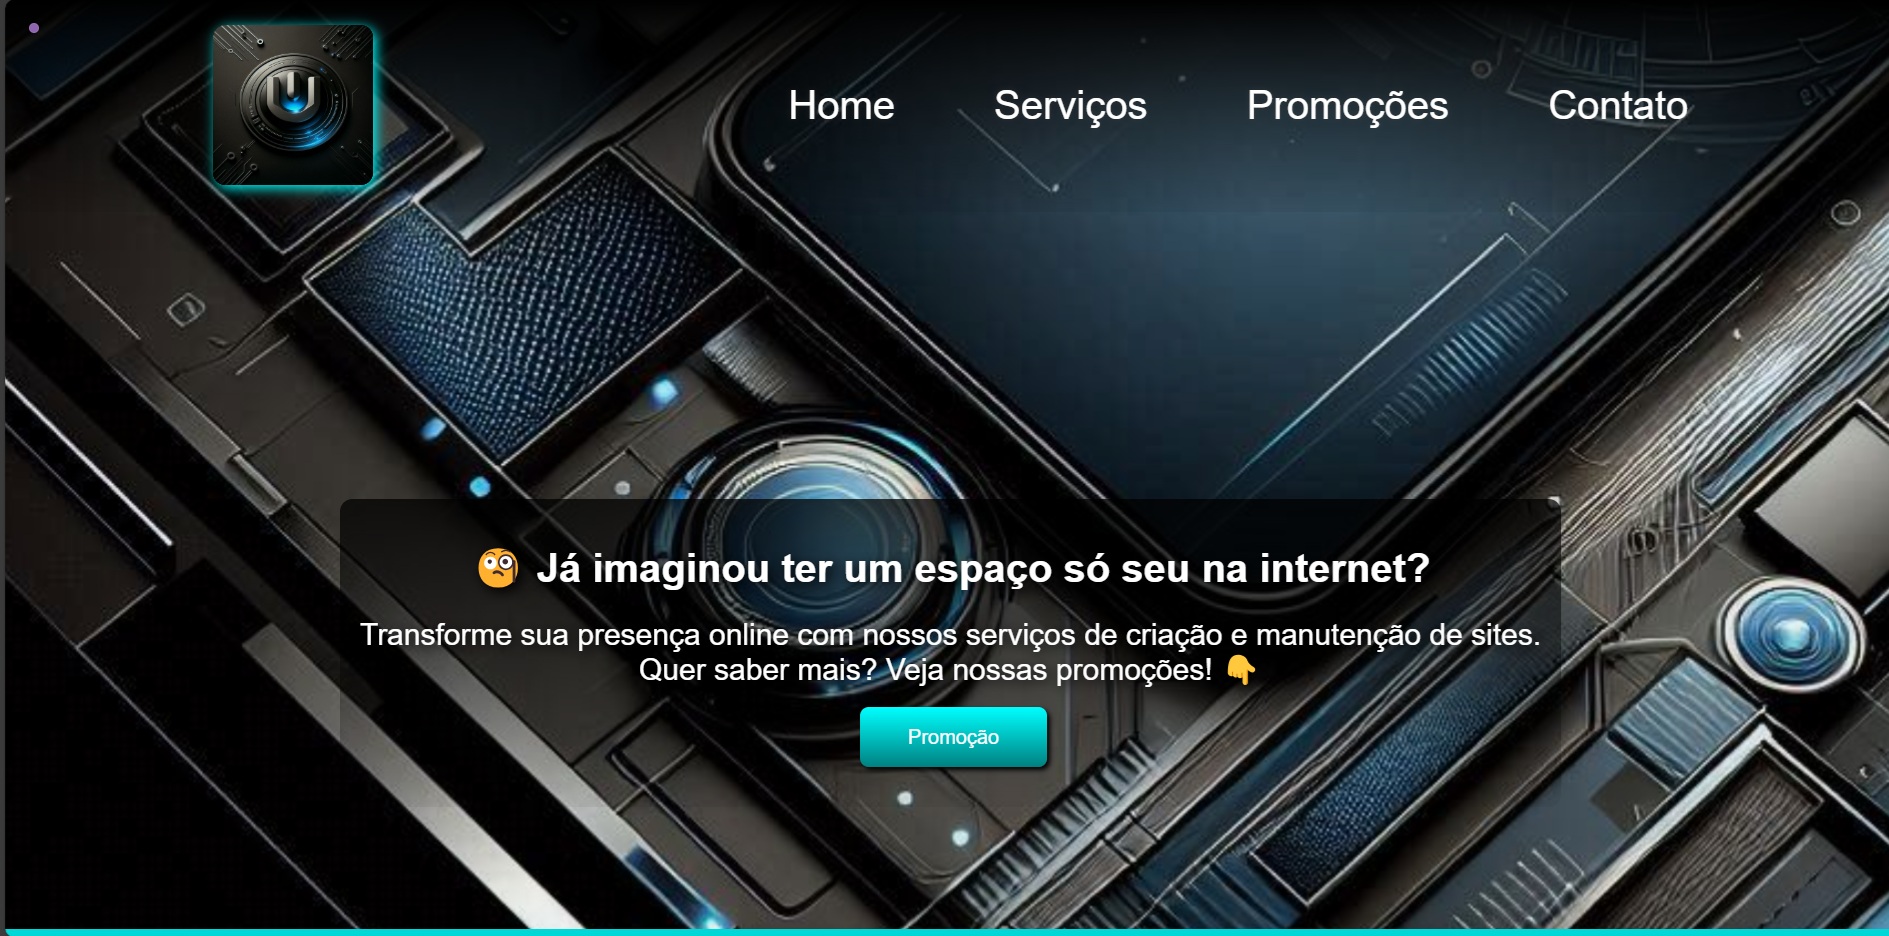 Home Serviços Promoções Contato
🧐 Já imaginou ter um espaço só seu na internet?
Transforme sua presença online com nossos serviços de criação e manutenção de sites.
Quer saber mais? Veja nossas promoções! 👇
Promoção